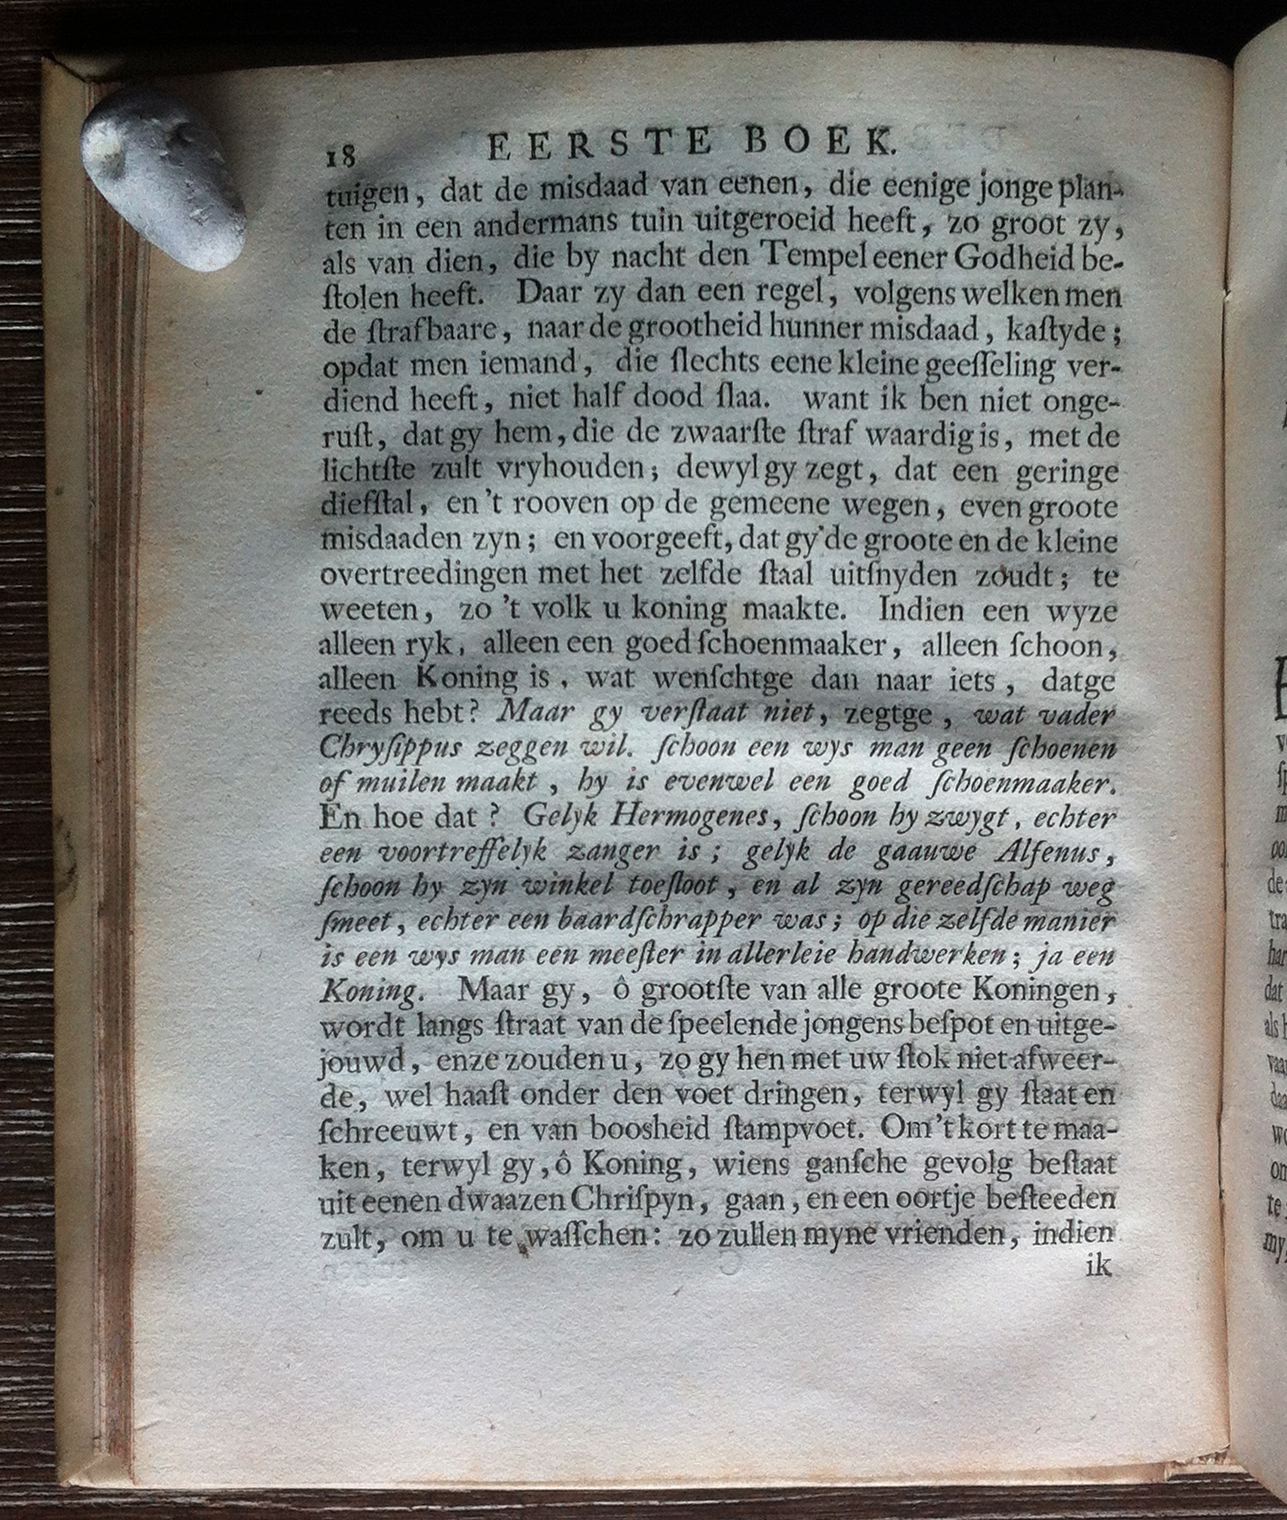 18 EERSTE BOEK.
tuigen, dat de misdaad van eenen, die eenige jonge plan-
ten in een andermans tuin uitgeroeid heeft, zo groot zy,
als van dien, die by nacht den Tempel eener Godheid be-
ſtolen heeft. Daar zy dan een regel, volgens welken men
de ſtrafbaare, naar de grootheid hunner misdaad, kaſtyde;
opdat men iemand, die ſlechts eene kleine geeſſeling ver-
diend heeft, niet half dood ſlaa. want ik ben niet onge-
ruſt, dat gy hem, die de zwaarſte ſtraf waardig is, met de
lichtſte zult vryhouden; dewyl gy zegt, dat een geringe
diefſtal, en 't rooven op de gemeene wegen, even groote
misdaaden zyn; en voorgeeft, dat gy de groote en de kleine
overtreedingen met het zelfde ſtaal uitſnyden zoudt; te
weeten, zo 't volk u koning maakte. Indien een wyze
alleen ryk, alleen een goed ſchoenmaaker, alleen ſchoon,
alleen Koning is, wat wenſchtge dan naar iets, datge
reeds hebt? Maar gy verſtaat niet, zegtge, wat vader
Chryſippus zeggen wil. ſchoon een wys man geen ſchoenen
of muilen maakt, hy is evenwel een goed ſchoenmaaker.
En hoe dat? Gelyk Hermogenes, ſchoon hy zwygt, echter
een voortreffelyk zanger is; gelyk de gaauwe Alfenus,
ſchoon hy zyn winkel toeſloot, en al zyn gereedſchap weg
ſmeet, echter een baardſchrapper was; op die zelfde manier
is een wys man een meeſter in allerleie handwerken; ja een
Koning. Maar gy, ô grootſte van alle groote Koningen,
wordt langs ſtraat van de ſpeelende jongens beſpot en uitge-
jouwd, en ze zouden u, zo gy hen met uw ſtok niet afweer-
de, wel haaſt onder den voet dringen, terwyl gy ſtaat en
ſchreeuwt, en van boosheid ſtampvoet. Om 't kort te maa-
ken, terwyl gy, ô Koning, wiens ganſche gevolg beſtaat
uit eenen dwaazen Chriſpyn, gaan, en een oortje beſteeden
zult, om u te waſſchen: zo zullen myne vrienden, indien
ik